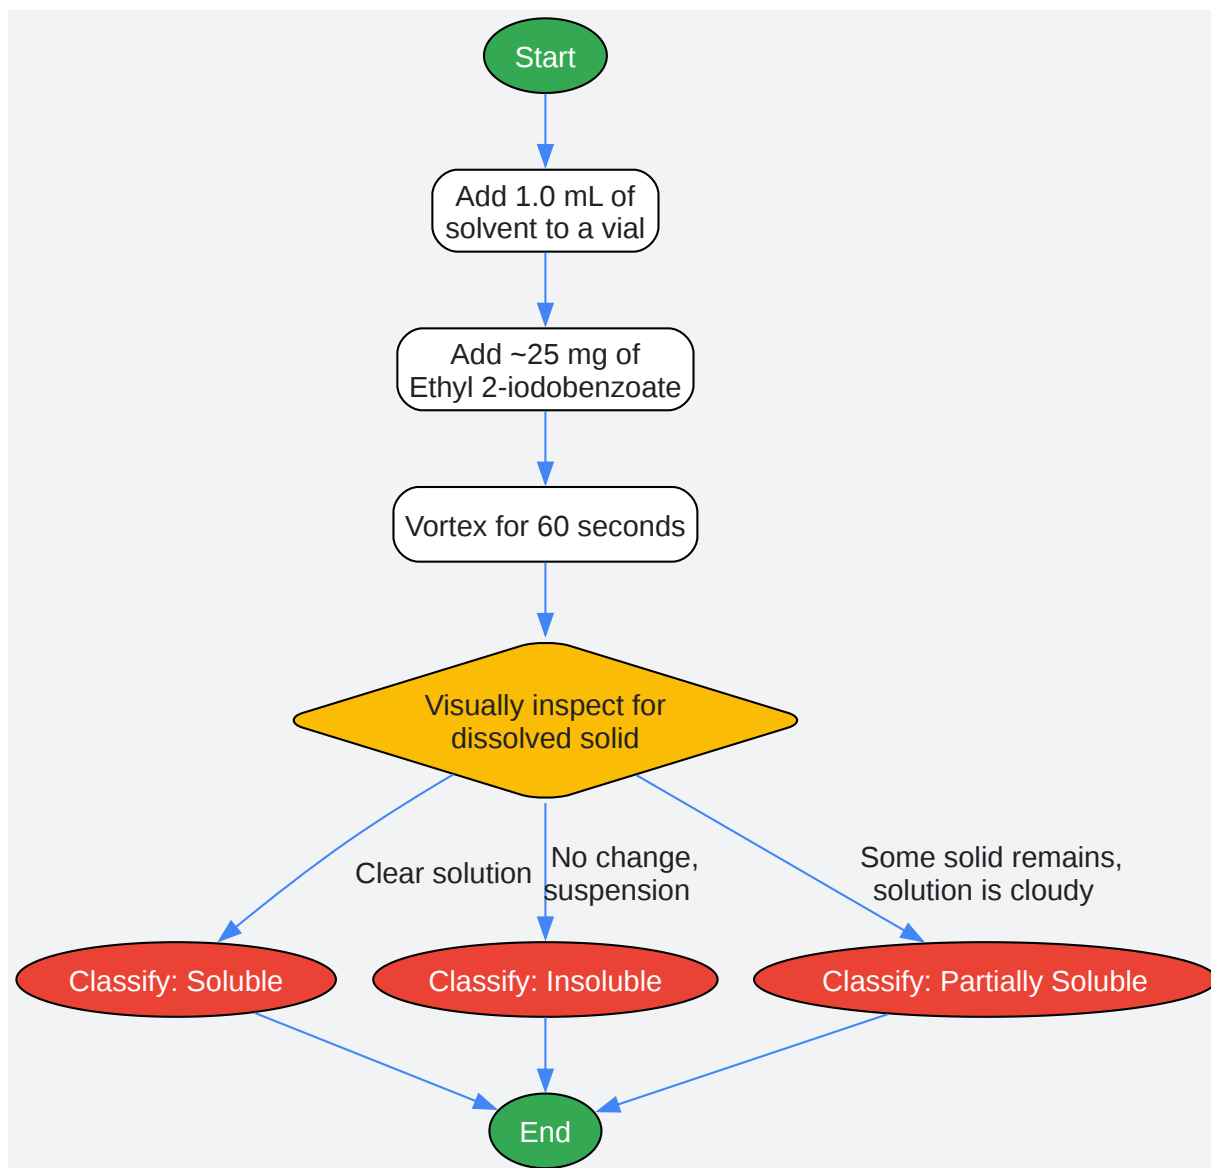 Start
Add 1.0 mL of
solvent to a vial
Add ~25 mg of
Ethyl 2-iodobenzoate
Vortex for 60 seconds
Visually inspect for
dissolved solid
Clear solution
No change,
suspension
Some solid remains,
solution is cloudy
Classify: Soluble
Classify: Insoluble
Classify: Partially Soluble
End